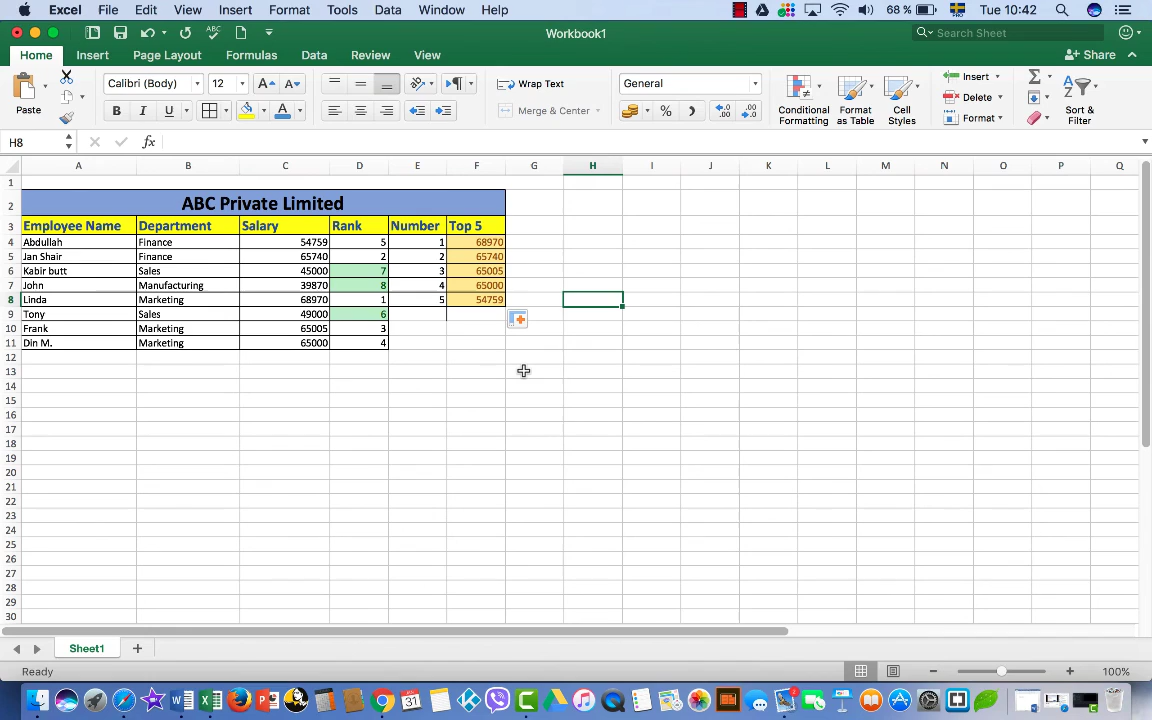 Excel File Edit View Insert Format Tools Data Window Help 68 % Tue 10:42
Workbook1 Search Sheet
Home Insert Page Layout Formulas Data Review View Share
Paste Calibri (Body) 12 Wrap Text General Insert
B I U Merge & Center % Conditional Formatting Format as Table Cell Styles Delete Format Sort & Filter
H8 fx
A B C D E F G H I J K L M N O P Q
1
2 ABC Private Limited
3 Employee Name Department Salary Rank Number Top 5
4 Abdullah Finance 54759 5 1 68970
5 Jan Shair Finance 65740 2 2 65740
6 Kabir butt Sales 45000 7 3 65005
7 John Manufacturing 39870 8 4 65000
8 Linda Marketing 68970 1 5 54759
9 Tony Sales 49000 6
10 Frank Marketing 65005 3
11 Din M. Marketing 65000 4
12
13
14
15
16
17
18
19
20
21
22
23
24
25
26
27
28
29
30
Sheet1
Ready 100%